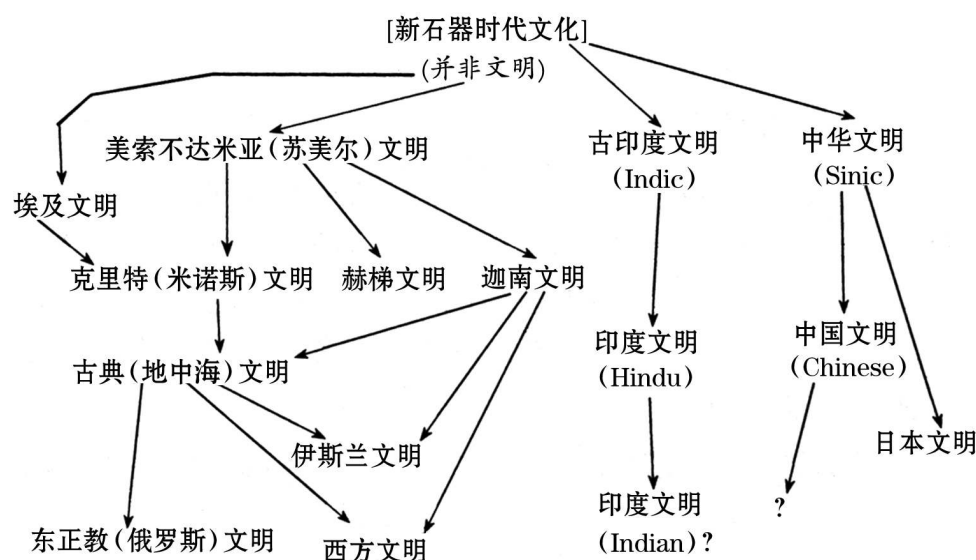 [新石器时代文化]
(并非文明)
美索不达米亚(苏美尔)文明
古印度文明
(Indic)
中华文明
(Sinic)
埃及文明
克里特(米诺斯)文明
赫梯文明
迦南文明
印度文明
(Hindu)
中国文明
(Chinese)
古典(地中海)文明
伊斯兰文明
日本文明
东正教(俄罗斯)文明
西方文明
印度文明
(Indian)?
?